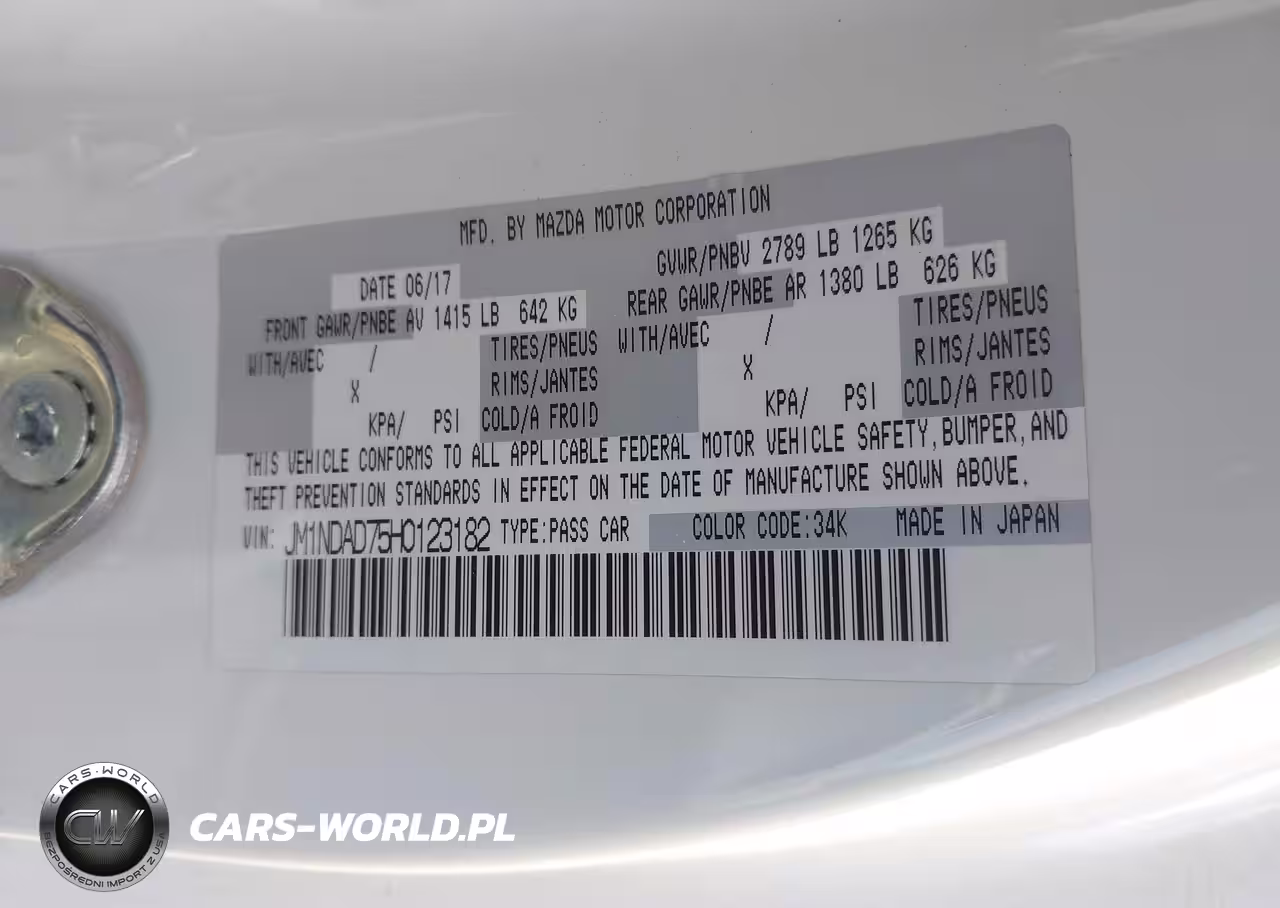 MFD. BY MAZDA MOTOR CORPORATION
DATE 06/17
GVWR/PNBV 2789 LB 1265 KG
FRONT GAWR/PNBE AV 1415 LB 642 KG
REAR GAWR/PNBE AR 1380 LB 626 KG
WITH/AVEC / TIRES/PNEUS WITH/AVEC / TIRES/PNEUS
X RIMS/JANTES X RIMS/JANTES
KPA/ PSI COLD/A FROID KPA/ PSI COLD/A FROID
THIS VEHICLE CONFORMS TO ALL APPLICABLE FEDERAL MOTOR VEHICLE SAFETY, BUMPER, AND
THEFT PREVENTION STANDARDS IN EFFECT ON THE DATE OF MANUFACTURE SHOWN ABOVE.
VIN: JM1NDAD75H0123182 TYPE:PASS CAR COLOR CODE:34K MADE IN JAPAN
CARS-WORLD
CW
BEZPOŚREDNI IMPORT Z USA
CARS-WORLD.PL